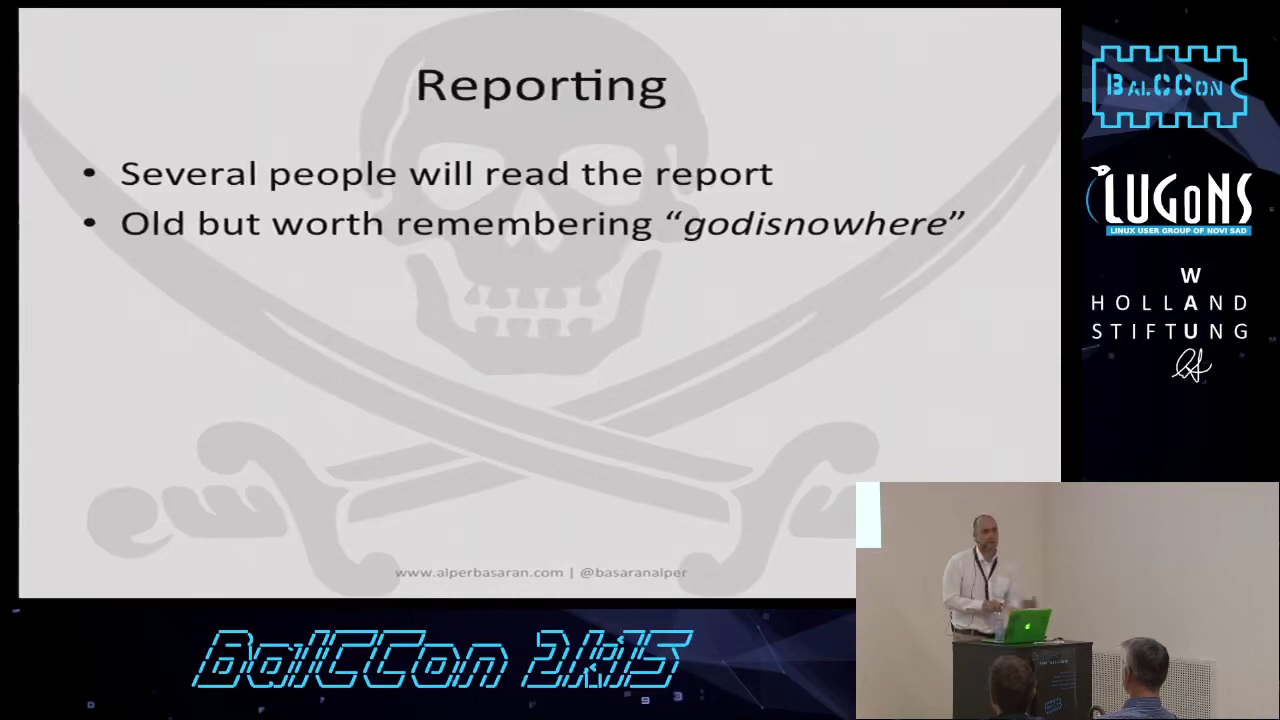 Reporting
• Several people will read the report
• Old but worth remembering “godisnowhere”
www.alperbasaran.com | @basaranalper
BALCCON
LUGONS
LINUX USER GROUP OF NOVI SAD
W
HOLLAND
STIFTUNG
BalCCon 2k15